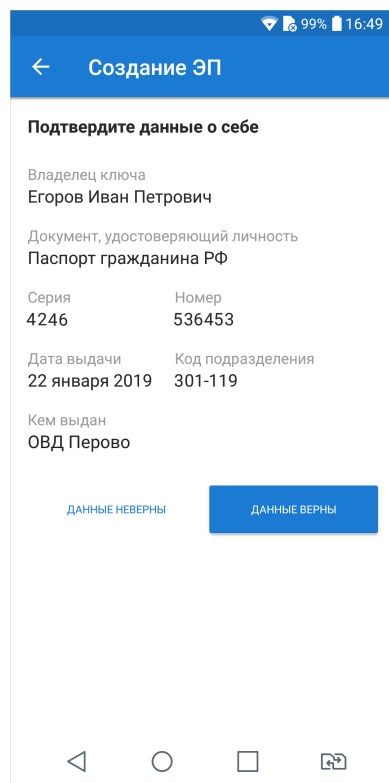 99% 16:49
Создание ЭП
Подтвердите данные о себе
Владелец ключа
Егоров Иван Петрович
Документ, удостоверяющий личность
Паспорт гражданина РФ
Серия Номер
4246 536453
Дата выдачи Код подразделения
22 января 2019 301-119
Кем выдан
ОВД Перово
ДАННЫЕ НЕВЕРНЫ ДАННЫЕ ВЕРНЫ